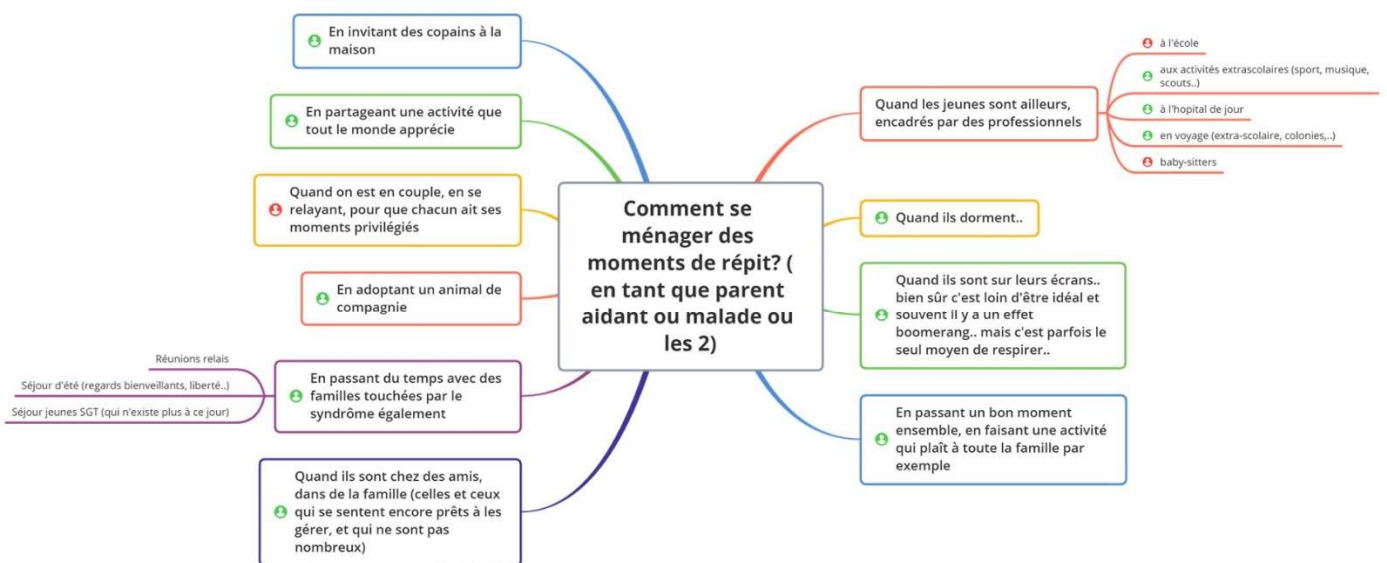 Comment se
ménager des
moments de répit? (
en tant que parent
aidant ou malade ou
les 2)
En invitant des copains à la
maison
En partageant une activité que
tout le monde apprécie
Quand on est en couple, en se
relayant, pour que chacun ait ses
moments privilégiés
En adoptant un animal de
compagnie
En passant du temps avec des
familles touchées par le
syndrôme également
Réunions relais
Séjour d'été (regards bienveillants, liberté..)
Séjour jeunes SGT (qui n'existe plus à ce jour)
Quand ils sont chez des amis,
dans de la famille (celles et ceux
qui se sentent encore prêts à les
gérer, et qui ne sont pas
nombreux)
Quand les jeunes sont ailleurs,
encadrés par des professionnels
à l'école
aux activités extrascolaires (sport, musique,
scouts..)
à l'hopital de jour
en voyage (extra-scolaire, colonies,..)
baby-sitters
Quand ils dorment..
Quand ils sont sur leurs écrans..
bien sûr c'est loin d'être idéal et
souvent il y a un effet
boomerang.. mais c'est parfois le
seul moyen de respirer..
En passant un bon moment
ensemble, en faisant une activité
qui plaît à toute la famille par
exemple